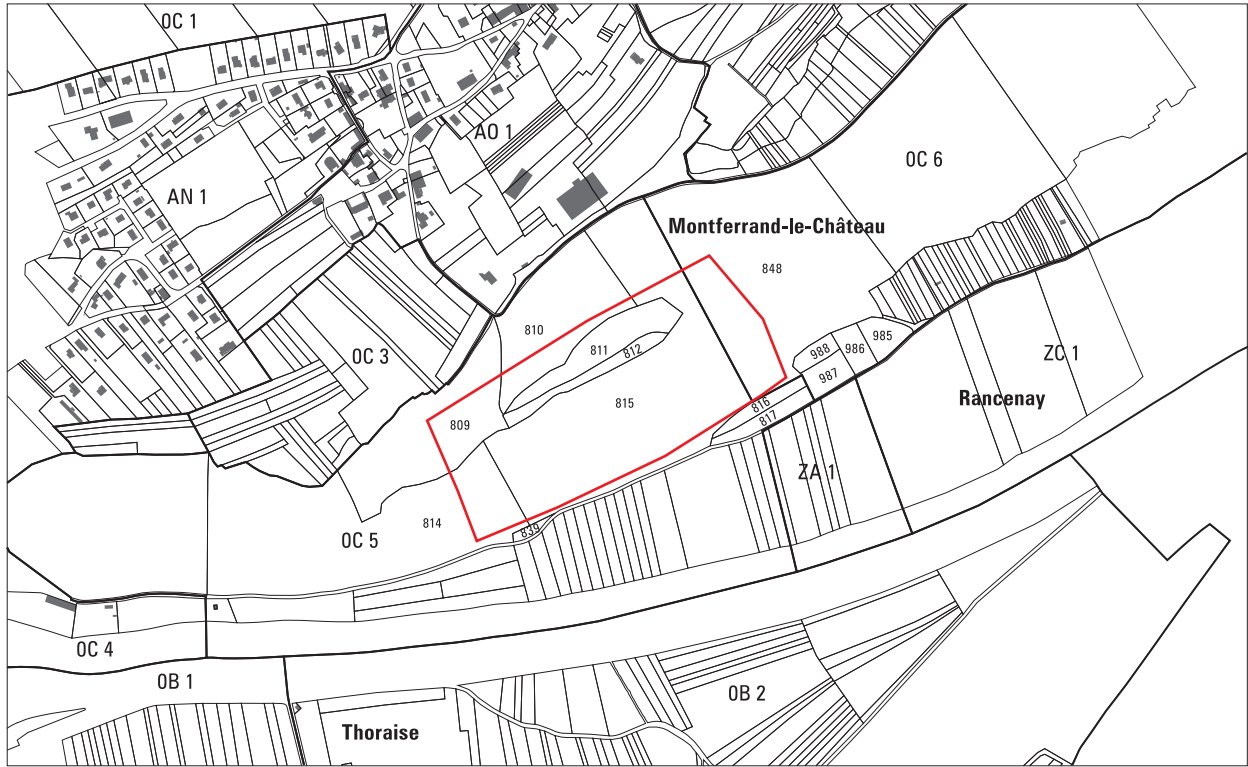 OC 1
AO 1
OC 6
AN 1
Montferrand-le-Château
848
810
985
988
986
811
812
OC 3
987
ZC 1
816
Rancenay
815
817
809
ZA 1
814
839
OC 5
OC 4
OB 1
OB 2
Thoraise